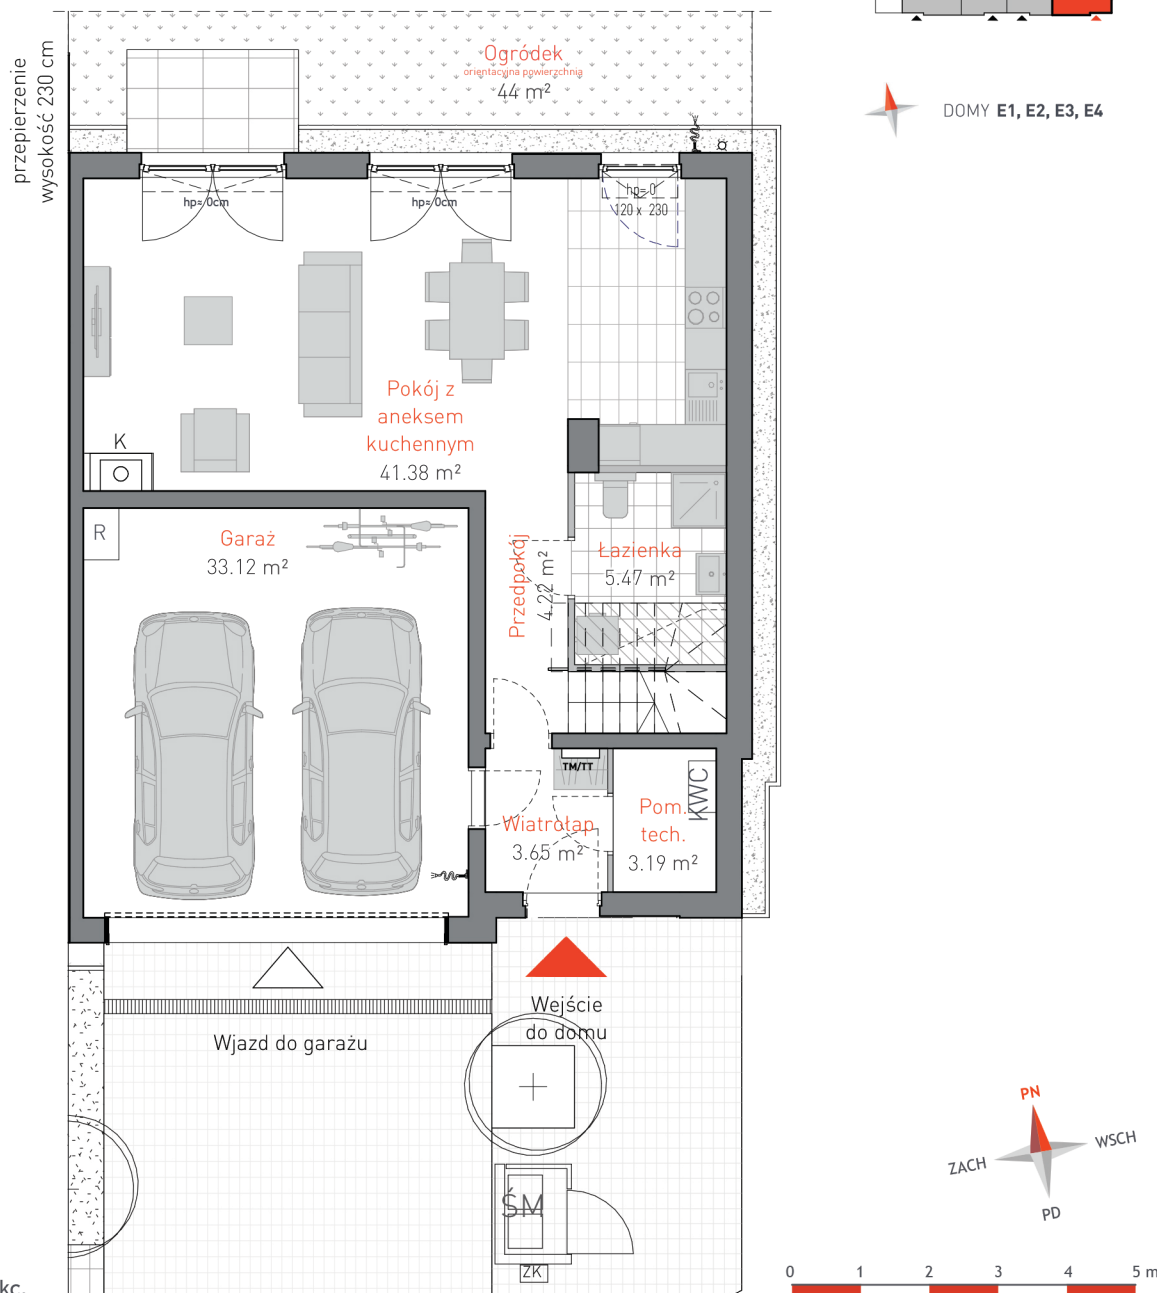 przepierzenie
wysokość 230 cm
Ogródek
orientacyjna powierzchnia
44 m²
DOMY E1, E2, E3, E4
hp= 0cm
hp= 0cm
hp= 0
120 x 230
Pokój z
aneksem
kuchennym
41.38 m²
K
R
Garaż
33.12 m²
Przedpokój
4.22 m²
Łazienka
5.47 m²
TM/TT
KWC
Wiatrołap
3.65 m²
Pom.
tech.
3.19 m²
Wejście
do domu
Wjazd do garażu
ŚM
ZK
PN
WSCH
ZACH
PD
0 1 2 3 4 5 m
kc.